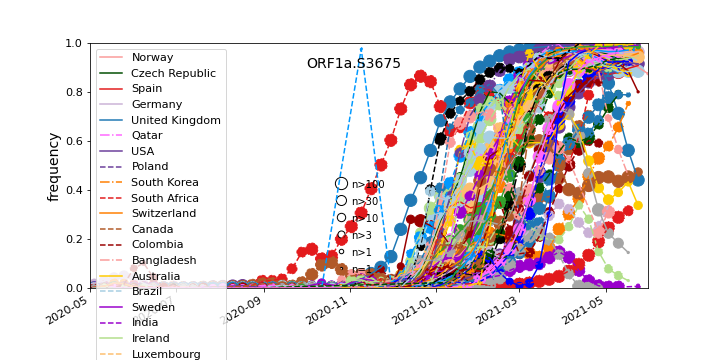 ORF1a.S3675
frequency
1.0
0.8
0.6
0.4
0.2
0.0
2020-05
2020-09
2020-11
2021-01
2021-03
2021-05
n>100
n>30
n>10
n>3
n>1
n=1
Norway
Czech Republic
Spain
Germany
United Kingdom
Qatar
USA
Poland
South Korea
South Africa
Switzerland
Canada
Colombia
Bangladesh
Australia
Brazil
Sweden
India
Ireland
Luxembourg